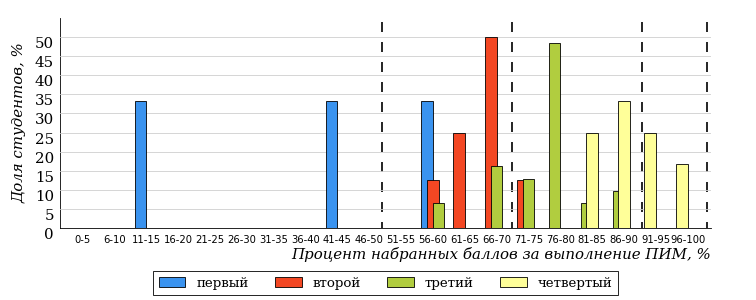 Доля студентов, %
50
45
40
35
30
25
20
15
10
5
0
0-5 6-10 11-15 16-20 21-25 26-30 31-35 36-40 41-45 46-50 51-55 56-60 61-65 66-70 71-75 76-80 81-85 86-90 91-95 96-100
Процент набранных баллов за выполнение ПИМ, %
первый второй третий четвертый